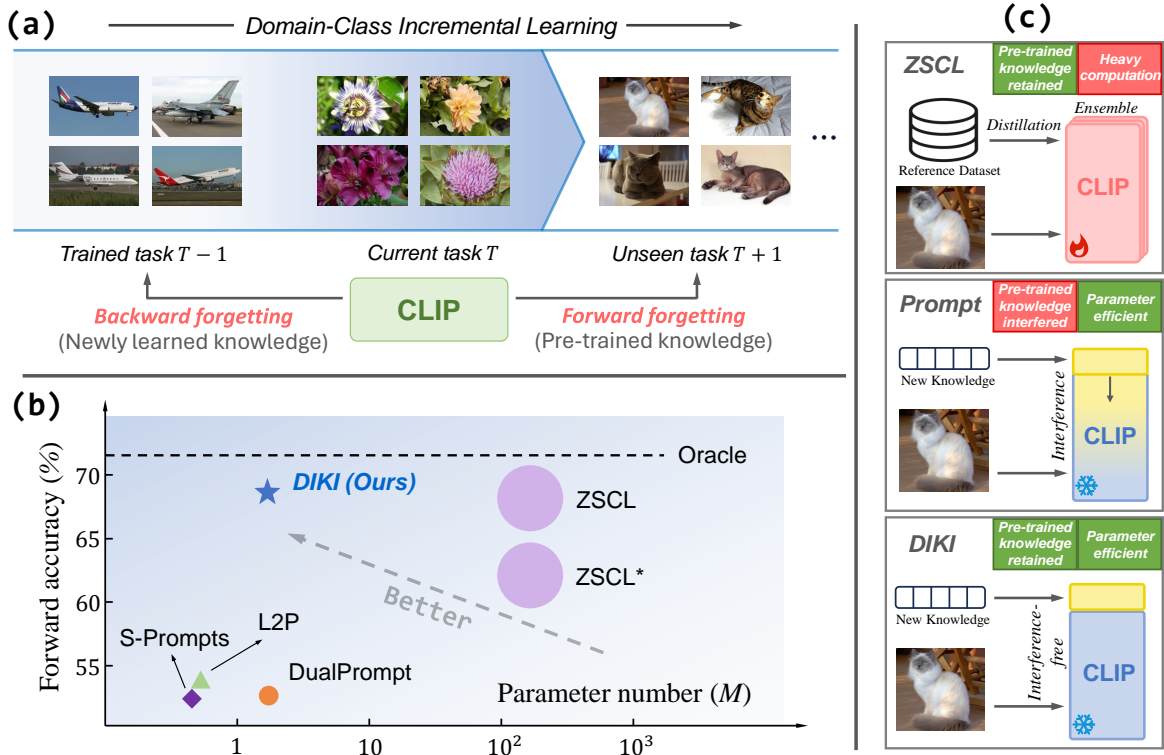 (a)
Domain-Class Incremental Learning
...
Trained task T − 1
Current task T
Unseen task T + 1
CLIP
Backward forgetting
(Newly learned knowledge)
Forward forgetting
(Pre-trained knowledge)
(b)
Forward accuracy (%)
70
65
60
55
Oracle
DIKI (Ours)
ZSCL
ZSCL*
Better
S-Prompts
L2P
DualPrompt
Parameter number (M)
1
10
10²
10³
(c)
ZSCL
Pre-trained
knowledge
retained
Heavy
computation
Ensemble
Distillation
Reference Dataset
CLIP
Prompt
Pre-trained
knowledge
interfered
Parameter
efficient
New Knowledge
Interference
CLIP
DIKI
Pre-trained
knowledge
retained
Parameter
efficient
New Knowledge
Interference-
free
CLIP